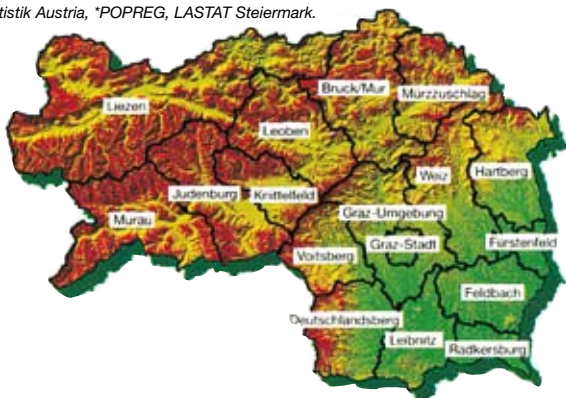 tistik Austria, *POPREG, LASTAT Steiermark.
Bruck/Mur
Mürzzuschlag
Liezen
Leoben
Weiz
Hartberg
Judenburg
Knittelfeld
Murau
Graz-Umgebung
Graz-Stadt
Fürstenfeld
Voitsberg
Feldbach
Deutschlandsberg
Leibnitz
Radkersburg